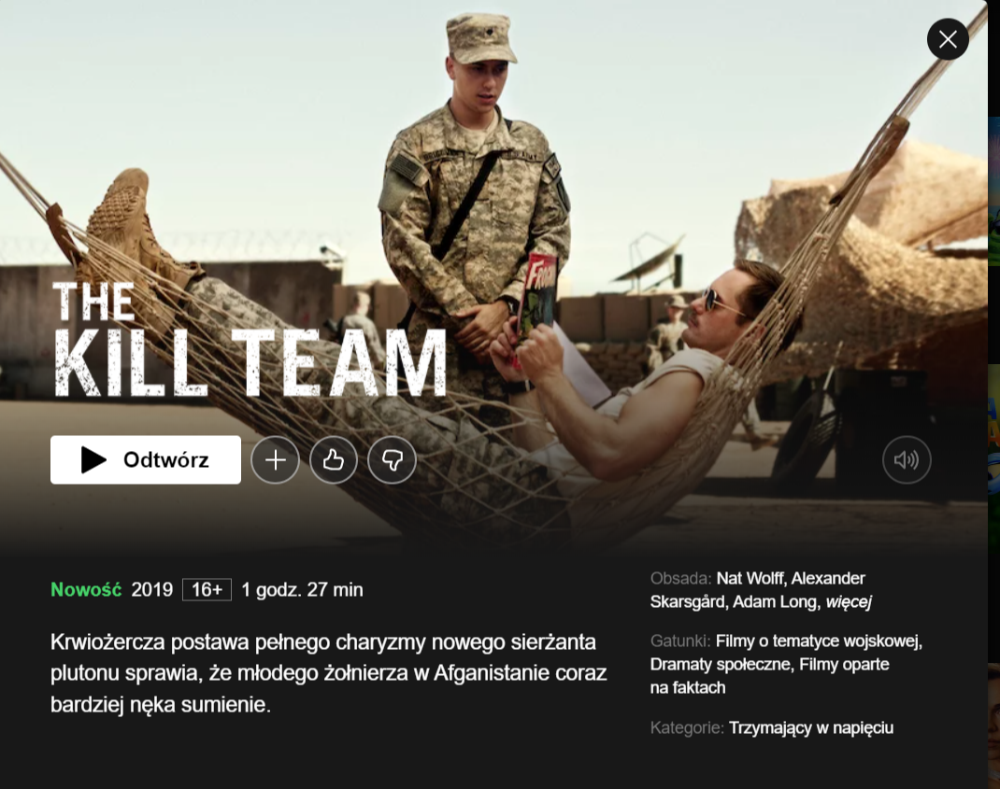 THE
KILL TEAM
Odtwórz
Nowość 2019 16+ 1 godz. 27 min
Krwiożercza postawa pełnego charyzmy nowego sierżanta
plutonu sprawia, że młodego żołnierza w Afganistanie coraz
bardziej nęka sumienie.
Obsada: Nat Wolff, Alexander
Skarsgård, Adam Long, więcej
Gatunki: Filmy o tematyce wojskowej,
Dramaty społeczne, Filmy oparte
na faktach
Kategorie: Trzymający w napięciu